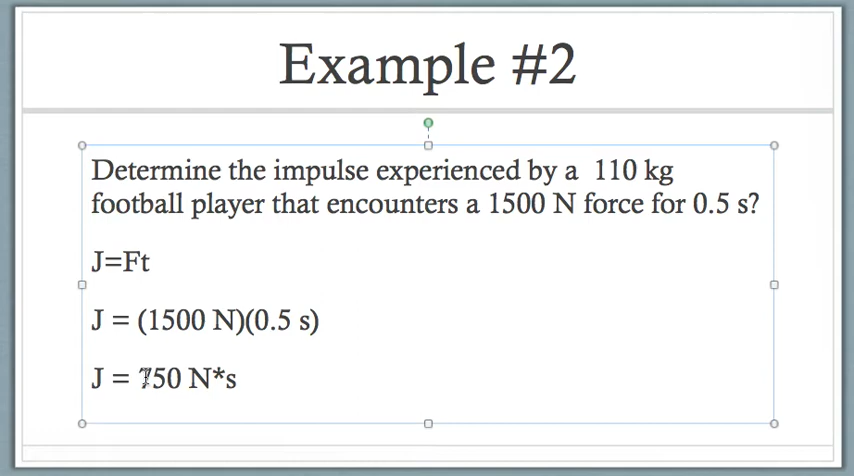 Example #2
Determine the impulse experienced by a 110 kg
football player that encounters a 1500 N force for 0.5 s?
J=Ft
J = (1500 N)(0.5 s)
J = 750 N*s